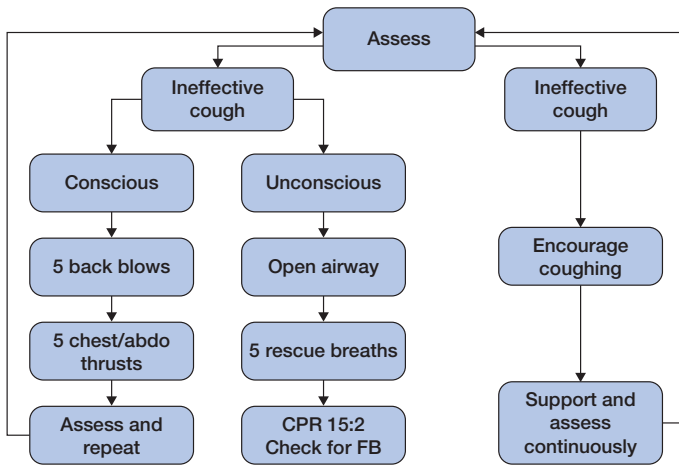 Assess
Ineffective
cough
Ineffective
cough
Conscious
Unconscious
5 back blows
Open airway
Encourage
coughing
5 chest/abdo
thrusts
5 rescue breaths
Assess and
repeat
CPR 15:2
Check for FB
Support and
assess
continuously